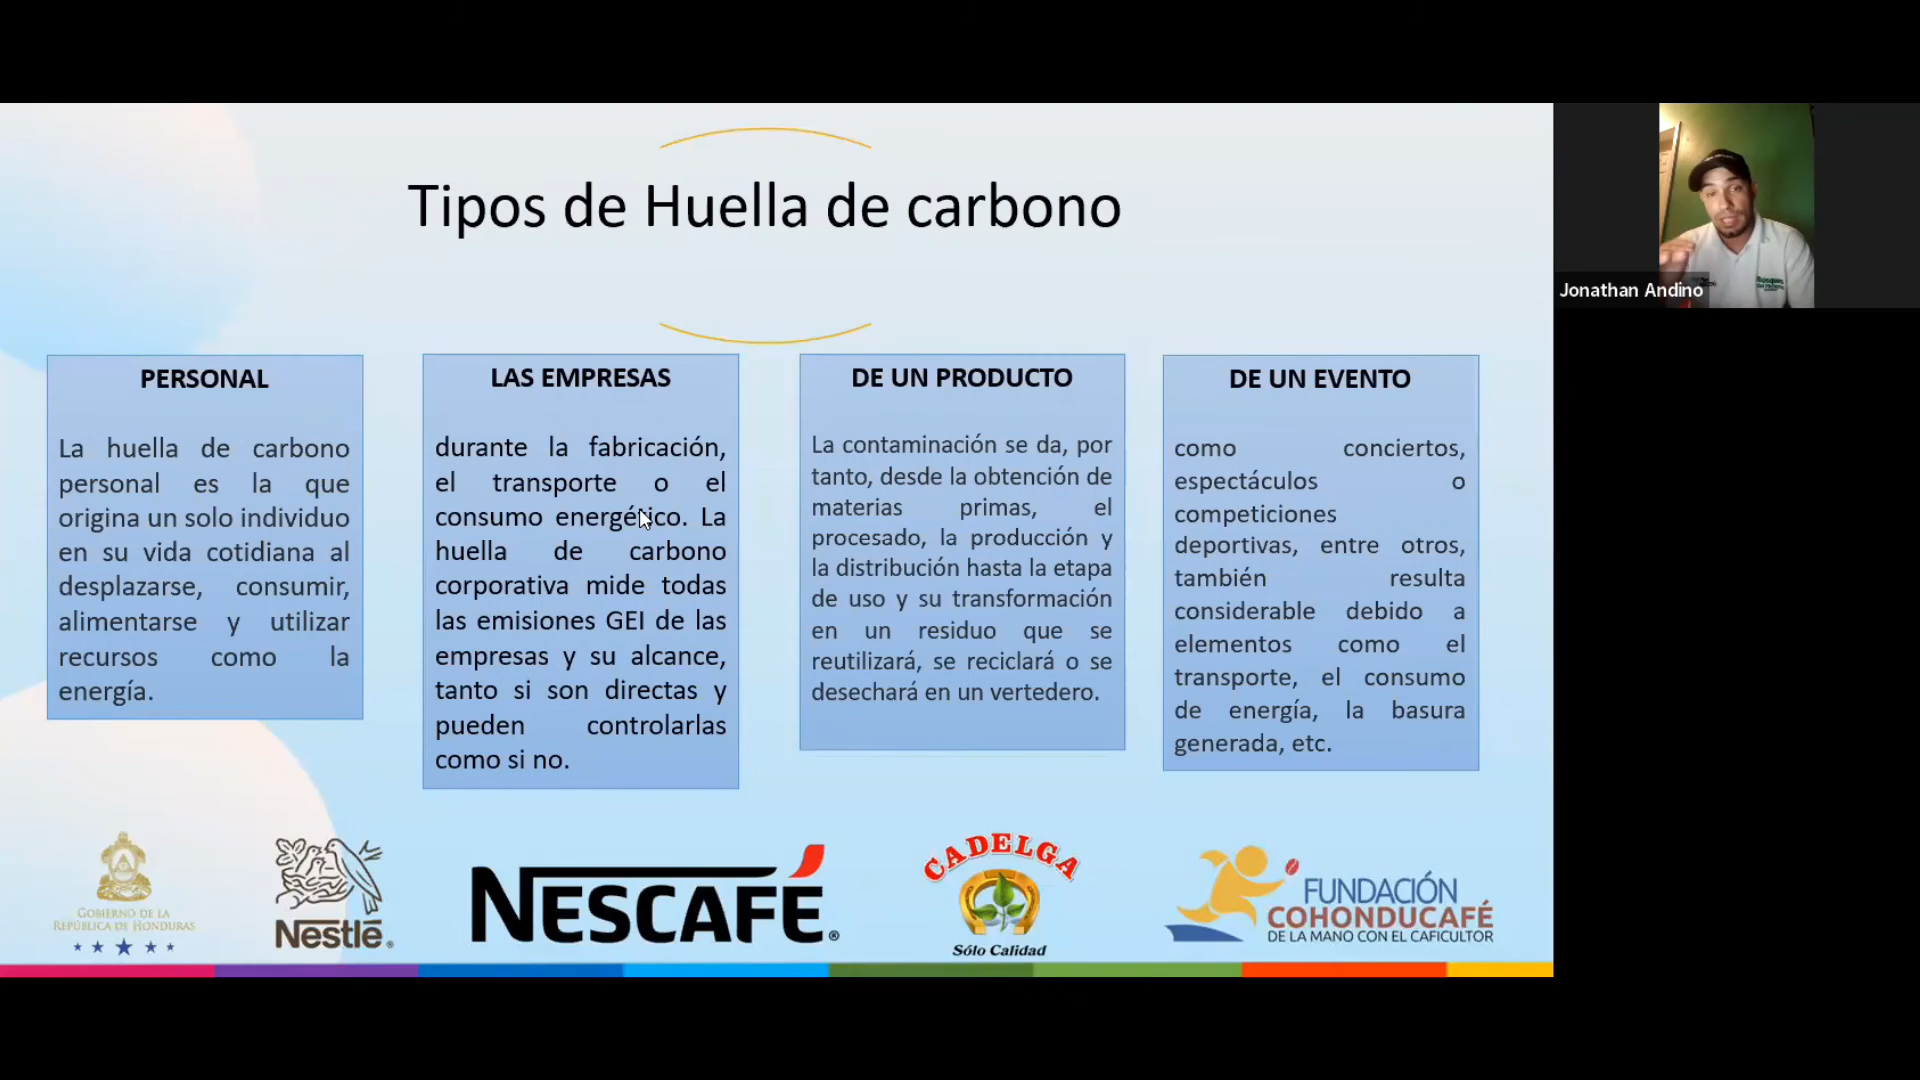 Tipos de Huella de carbono
PERSONAL
La huella de carbono
personal es la que
origina un solo individuo
en su vida cotidiana al
desplazarse, consumir,
alimentarse y utilizar
recursos como la
energía.
LAS EMPRESAS
durante la fabricación,
el transporte o el
consumo energético. La
huella de carbono
corporativa mide todas
las emisiones GEI de las
empresas y su alcance,
tanto si son directas y
pueden controlarlas
como si no.
DE UN PRODUCTO
La contaminación se da, por
tanto, desde la obtención de
materias primas, el
procesado, la producción y
la distribución hasta la etapa
de uso y su transformación
en un residuo que se
reutilizará, se reciclará o se
desechará en un vertedero.
DE UN EVENTO
como conciertos,
espectáculos o
competiciones
deportivas, entre otros,
también resulta
considerable debido a
elementos como el
transporte, el consumo
de energía, la basura
generada, etc.
GOBIERNO DE LA
REPÚBLICA DE HONDURAS
Nestlé®
NESCAFÉ®
CADELGA
Sólo Calidad
FUNDACIÓN
COHONDUCAFÉ
DE LA MANO CON EL CAFICULTOR
Jonathan Andino